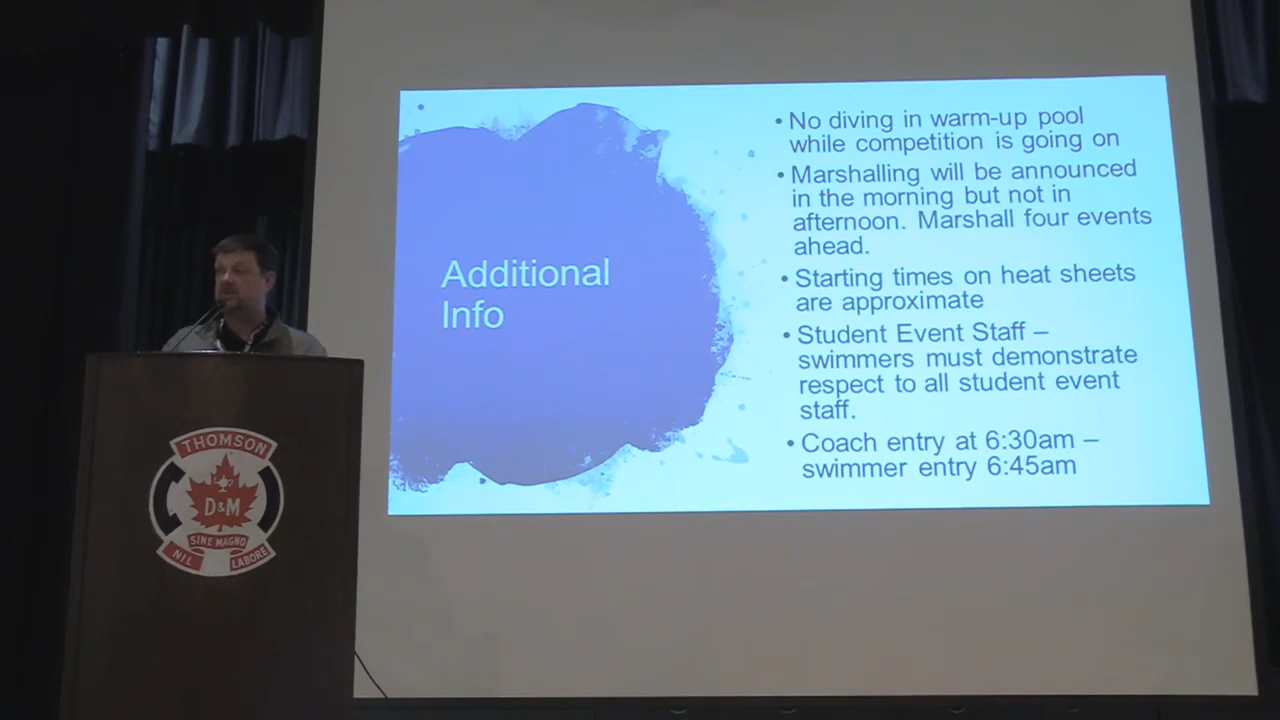 Additional
Info
• No diving in warm-up pool
while competition is going on
• Marshalling will be announced
in the morning but not in
afternoon. Marshall four events
ahead.
• Starting times on heat sheets
are approximate
• Student Event Staff –
swimmers must demonstrate
respect to all student event
staff.
• Coach entry at 6:30am –
swimmer entry 6:45am
THOMSON
D&M
SINE MAGNO
NIL LABORE